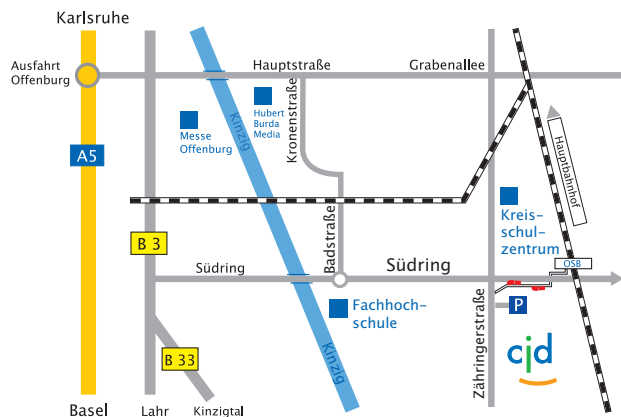 Karlsruhe
Ausfahrt
Offenburg
Hauptstraße
Grabenallee
Hubert
Burda
Media
Messe
Offenburg
Kinzig
Kronenstraße
Hauptbahnhof
A5
Kreis-
schul-
zentrum
B 3
Badstraße
Südring
Südring
OSB
Fachhoch-
schule
Zähringerstraße
P
cjd
B 33
Kinzig
Basel
Lahr
Kinzigtal